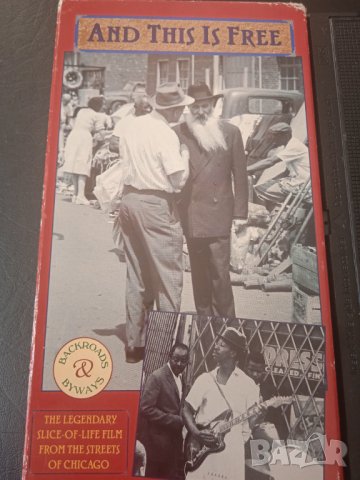 AND THIS IS FREE
BACKROADS
&
BYWAYS
THE LEGENDARY
SLICE-OF-LIFE FILM
FROM THE STREETS
OF CHICAGO
BAZAR